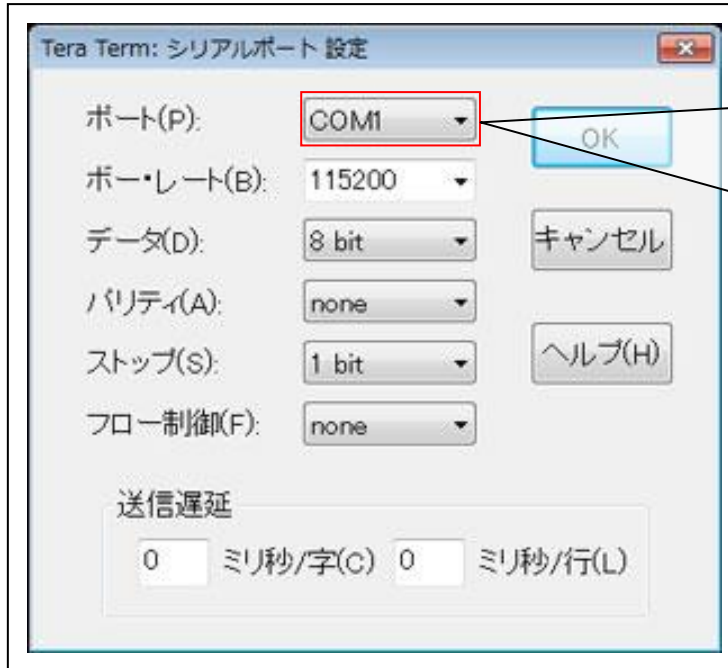 Tera Term: シリアルポート 設定
ポート(P): COM1 OK
ボー・レート(B): 115200
データ(D): 8 bit キャンセル
パリティ(A): none
ストップ(S): 1 bit ヘルプ(H)
フロー制御(F): none
送信遅延
0 ミリ秒/字(C) 0 ミリ秒/行(L)